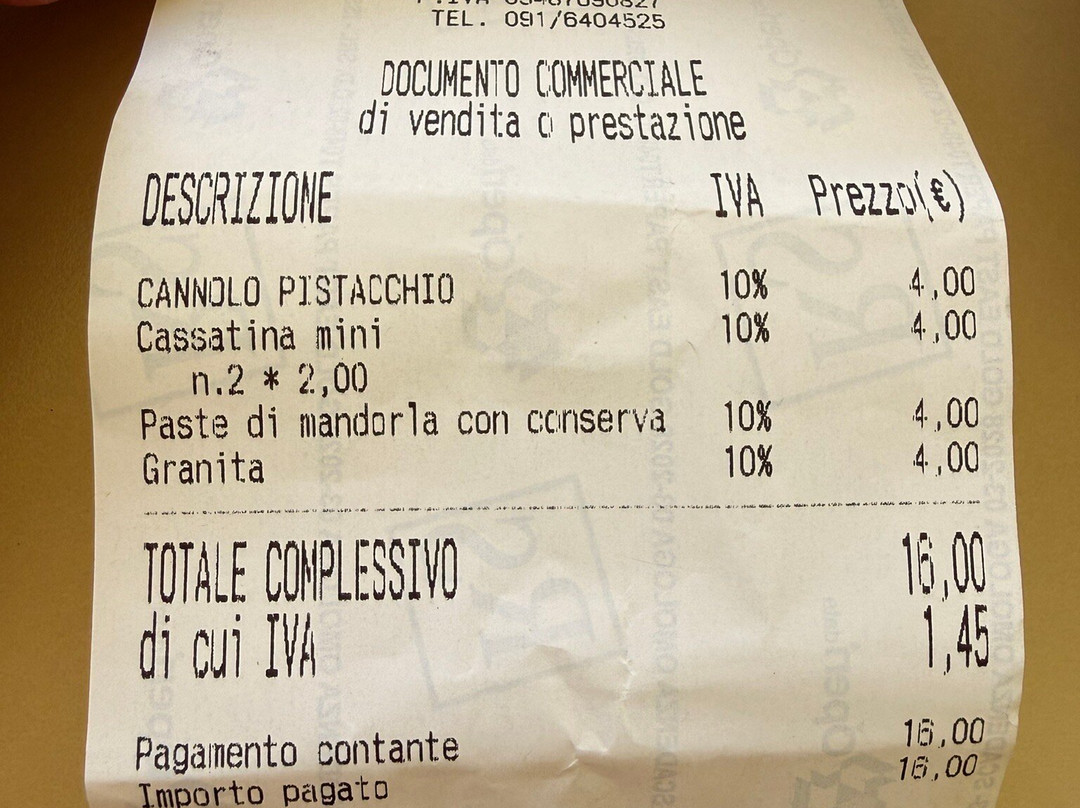 TEL. 091/6404525
DOCUMENTO COMMERCIALE
di vendita o prestazione
DESCRIZIONE IVA Prezzo(€)
CANNOLO PISTACCHIO 10% 4,00
Cassatina mini 10% 4,00
n.2 * 2,00
Paste di mandorla con conserva 10% 4,00
Granita 10% 4,00
TOTALE COMPLESSIVO 16,00
di cui IVA 1,45
Pagamento contante 16,00
Importo pagato 16,00